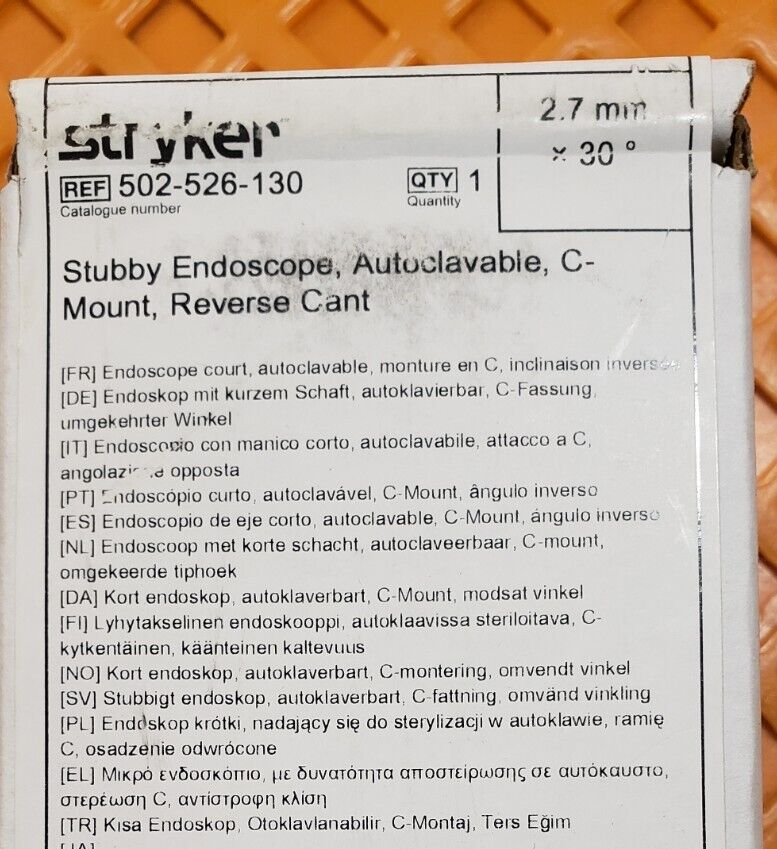 stryker
2.7 mm
x 30 °
REF 502-526-130
Catalogue number
QTY 1
Quantity
Stubby Endoscope, Autoclavable, C-
Mount, Reverse Cant
[FR] Endoscope court, autoclavable, monture en C, inclinaison inversée
[DE] Endoskop mit kurzem Schaft, autoklavierbar, C-Fassung,
umgekehrter Winkel
[IT] Endoscopio con manico corto, autoclavabile, attacco a C,
angolazione opposta
[PT] Endoscópio curto, autoclavável, C-Mount, ângulo inverso
[ES] Endoscopio de eje corto, autoclavable, C-Mount, ángulo inverso
[NL] Endoscoop met korte schacht, autoclaveerbaar, C-mount,
omgekeerde tiphoek
[DA] Kort endoskop, autoklaverbart, C-Mount, modsat vinkel
[FI] Lyhytakselinen endoskooppi, autoklaavissa steriloitava, C-
kytkentäinen, käänteinen kaltevuus
[NO] Kort endoskop, autoklaverbart, C-montering, omvendt vinkel
[SV] Stubbigt endoskop, autoklaverbart, C-fattning, omvänd vinkling
[PL] Endoskop krótki, nadający się do sterylizacji w autoklawie, ramię
C, osadzenie odwrócone
[EL] Μικρό ενδοσκόπιο, με δυνατότητα αποστείρωσης σε αυτόκαυστο,
στερέωση C, αντίστροφη κλίση
[TR] Kısa Endoskop, Otoklavlanabilir, C-Montaj, Ters Eğim